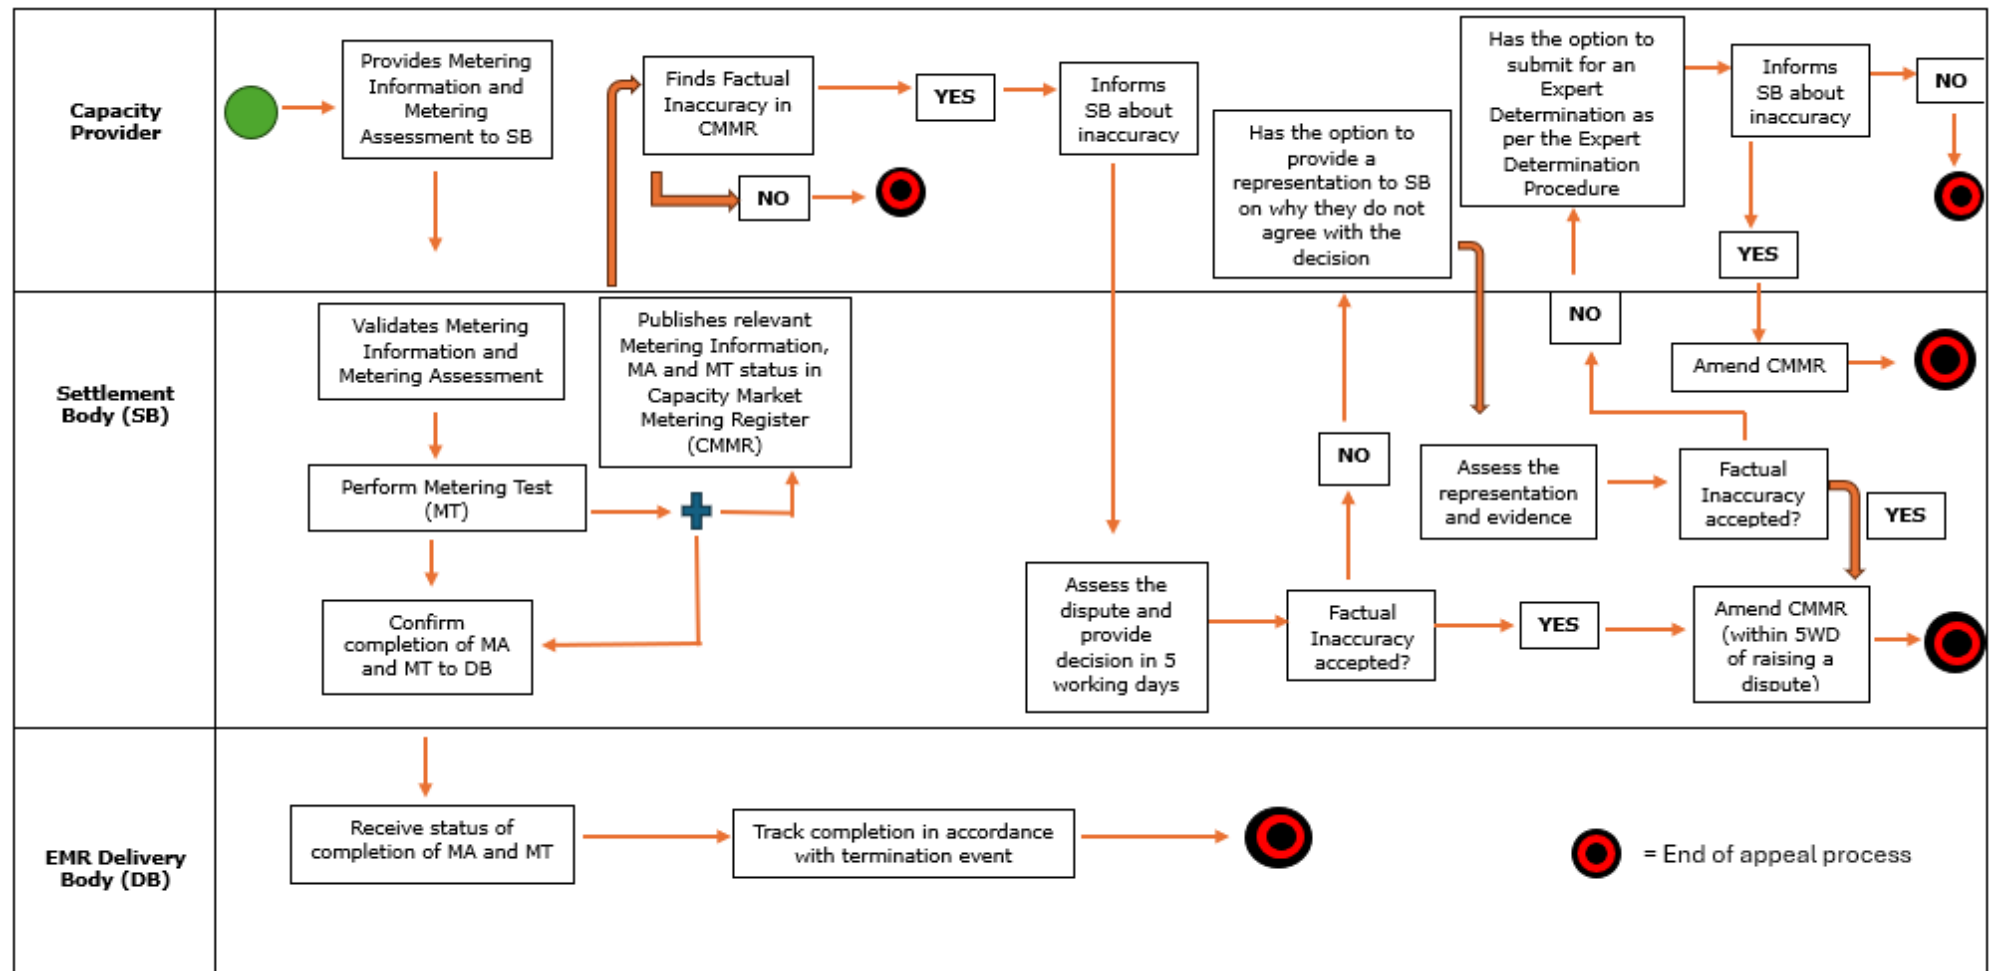 Capacity
Provider
Provides Metering
Information and
Metering
Assessment to SB
Finds Factual
Inaccuracy in
CMMR
YES
NO
Informs
SB about
inaccuracy
Has the option to
provide a
representation to SB
on why they do not
agree with the
decision
Has the option to
submit for an
Expert
Determination as
per the Expert
Determination
Procedure
Informs
SB about
inaccuracy
NO
YES
Settlement
Body (SB)
Validates Metering
Information and
Metering Assessment
Publishes relevant
Metering Information,
MA and MT status in
Capacity Market
Metering Register
(CMMR)
Perform Metering Test
(MT)
Confirm
completion of MA
and MT to DB
Assess the
dispute and
provide
decision in 5
working days
Factual
Inaccuracy
accepted?
NO
YES
Assess the
representation
and evidence
Factual
Inaccuracy
accepted?
NO
YES
Amend CMMR
Amend CMMR
(within 5WD
of raising a
dispute)
EMR Delivery
Body (DB)
Receive status of
completion of MA and MT
Track completion in accordance
with termination event
= End of appeal process